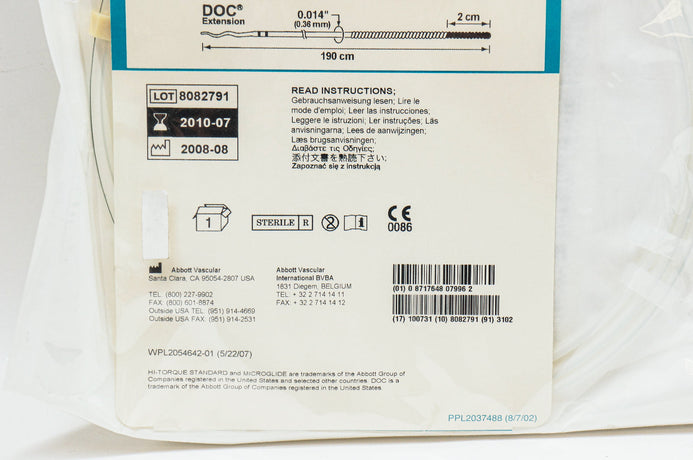 DOC®
Extension
0.014"
(0.36 mm)
2 cm
190 cm
LOT 8082791
2010-07
2008-08
READ INSTRUCTIONS;
Gebrauchsanweisung lesen; Lire le
mode d'emploi; Leer las instrucciones;
Leggere le istruzioni; Ler instruções; Läs
anvisningarna; Lees de aanwijzingen;
Læs brugsanvisningen;
Διαβάστε τις Οδηγίες;
添付文書を熟読下さい;
Zapoznać się z instrukcją
1
STERILE R
2
i
CE
0086
Abbott Vascular
Santa Clara, CA 95054-2807 USA
TEL: (800) 227-9902
FAX: (800) 601-8874
Outside USA TEL: (951) 914-4669
Outside USA FAX: (951) 914-2531
Abbott Vascular
International BVBA
1831 Diegem, BELGIUM
TEL: + 32 2 714 14 11
FAX: + 32 2 714 14 12
(01) 0 8717648 07996 2
(17) 100731 (10) 8082791 (91) 3102
WPL2054642-01 (5/22/07)
HI-TORQUE STANDARD and MICROGLIDE are trademarks of the Abbott Group of
Companies registered in the United States and selected other countries. DOC is a
trademark of the Abbott Group of Companies registered in the United States.
PPL2037488 (8/7/02)